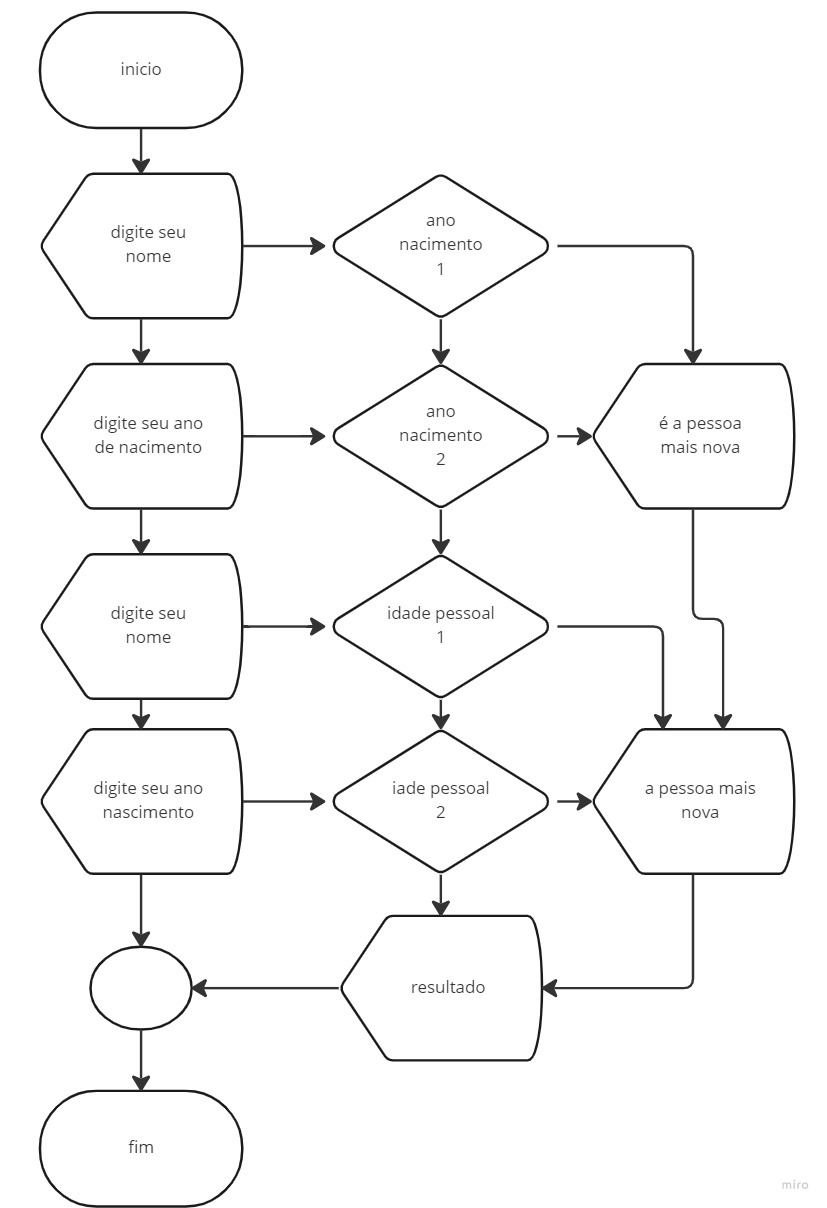 inicio
digite seu
nome
ano
nacimento
1
digite seu ano
de nacimento
ano
nacimento
2
é a pessoa
mais nova
digite seu
nome
idade pessoal
1
digite seu ano
nascimento
iade pessoal
2
a pessoa mais
nova
resultado
fim
miro